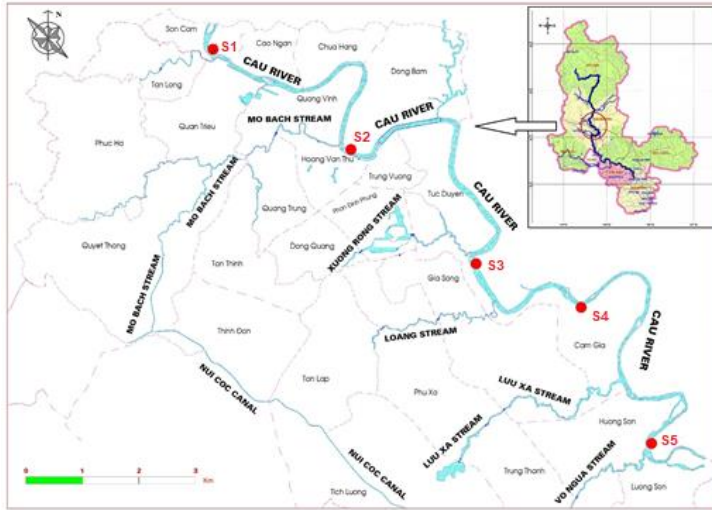 Son Cam
S1
Cao Ngan
Chua Hang
Dong Bam
Tan Long
CAU RIVER
Quang Vinh
CAU RIVER
Quan Trieu
MO BACH STREAM
S2
Phuc Ha
Hoang Van Thu
Trung Vuong
MO BACH STREAM
Tuc Duyen
Phan Dinh Phung
Quang Trung
CAU RIVER
Quyet Thang
Dong Quang
XUONG RONG STREAM
Tan Thinh
S3
Gia Sang
MO BACH STREAM
S4
Thinh Dan
LOANG STREAM
Cam Gia
CAU RIVER
NUI COC CANAL
Tan Lap
Phu Xa
LUU XA STREAM
Huong Son
S5
LUU XA STREAM
Trung Thanh
VO NGUA STREAM
Luong Son
NUI COC CANAL
Tich Luong
0 1 2 3
Km